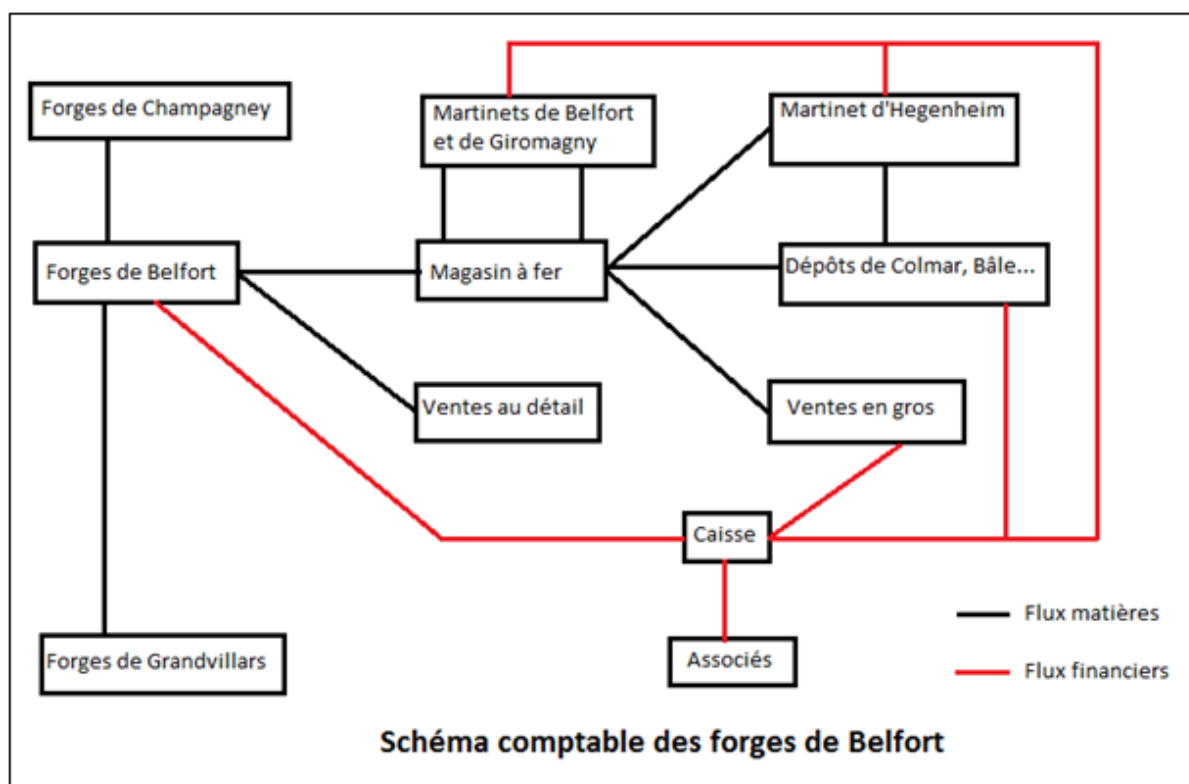 Forges de Champagney
Martinets de Belfort
et de Giromagny
Martinet d'Hegenheim
Forges de Belfort
Magasin à fer
Dépôts de Colmar, Bâle...
Ventes au détail
Ventes en gros
Caisse
Flux matières
Forges de Grandvillars
Associés
Flux financiers
Schéma comptable des forges de Belfort